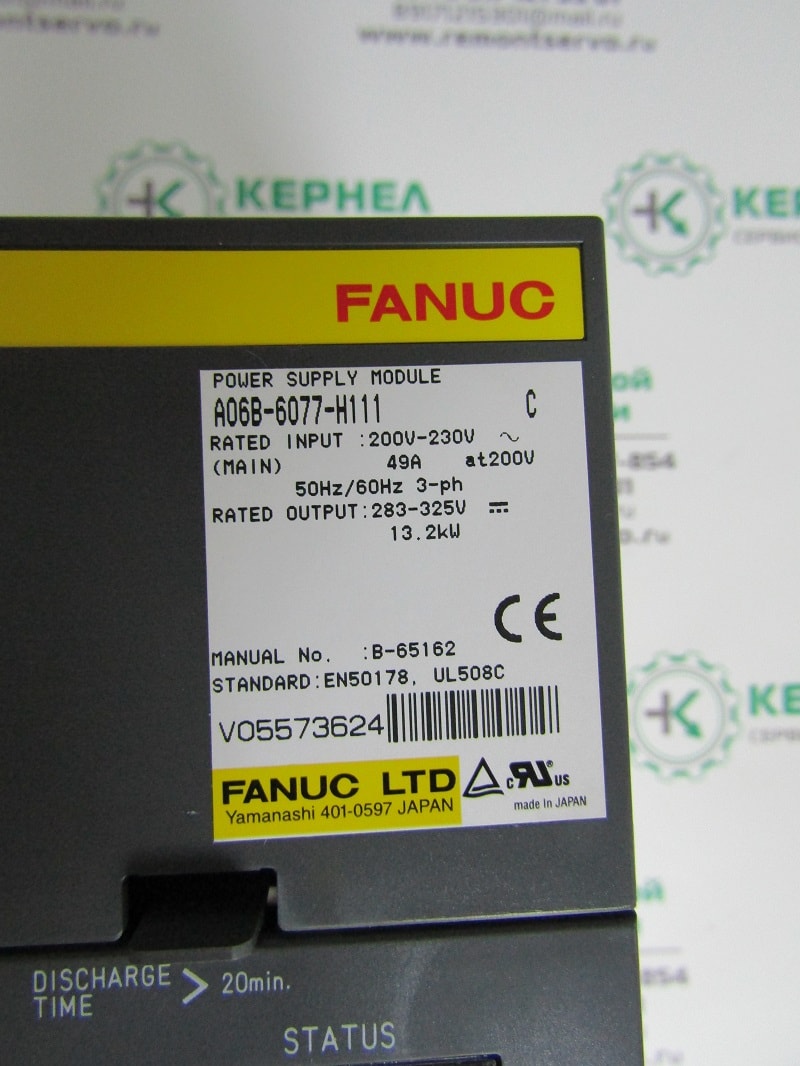 www.remontservo.ru
КЕРНЕЛ
FANUC
POWER SUPPLY MODULE
A06B-6077-H111 C
RATED INPUT :200V-230V ～
(MAIN) 49A at200V
50Hz/60Hz 3-ph
RATED OUTPUT:283-325V
13.2kW
CE
MANUAL No. :B-65162
STANDARD:EN50178, UL508C
V05573624
FANUC LTD
Yamanashi 401-0597 JAPAN
c US
made in JAPAN
DISCHARGE TIME > 20min.
STATUS